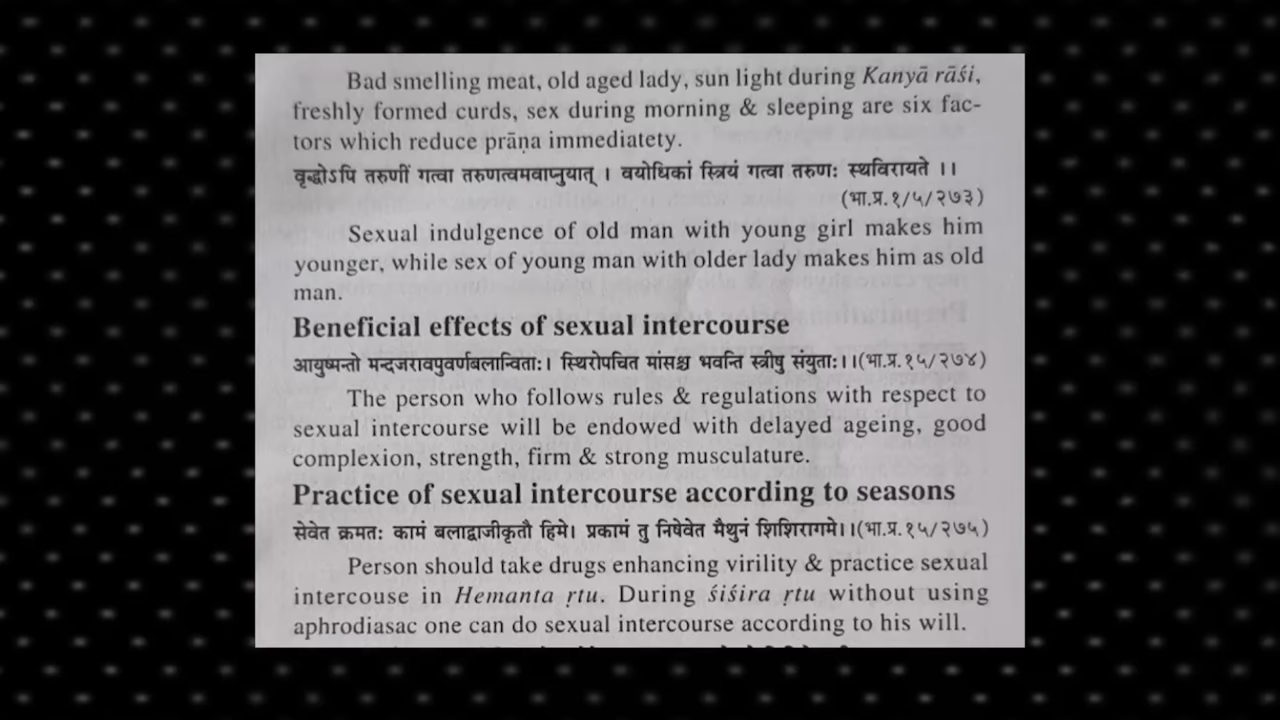 Bad smelling meat, old aged lady, sun light during Kanyā rāśi,
freshly formed curds, sex during morning & sleeping are six fac-
tors which reduce prāṇa immediatety.
वृद्धोऽपि तरुणीं गत्वा तरुणत्वमवाप्नुयात् । वयोधिकां स्त्रियं गत्वा तरुणः स्थविरायते ।।
(भा.प्र.१/५/२७३)
Sexual indulgence of old man with young girl makes him
younger, while sex of young man with older lady makes him as old
man.
Beneficial effects of sexual intercourse
आयुष्मन्तो मन्दजरावपुवर्णबलान्विताः। स्थिरोपचित मांसश्च भवन्ति स्त्रीषु संयुताः।।(भा.प्र.१५/२७४)
The person who follows rules & regulations with respect to
sexual intercourse will be endowed with delayed ageing, good
complexion, strength, firm & strong musculature.
Practice of sexual intercourse according to seasons
सेवेत क्रमतः कामं बलाद्वाजीकृतौ हिमे। प्रकामं तु निषेवेत मैथुनं शिशिरागमे।।(भा.प्र.१५/२७५)
Person should take drugs enhancing virility & practice sexual
intercouse in Hemanta ṛtu. During śiśira ṛtu without using
aphrodiasac one can do sexual intercourse according to his will.